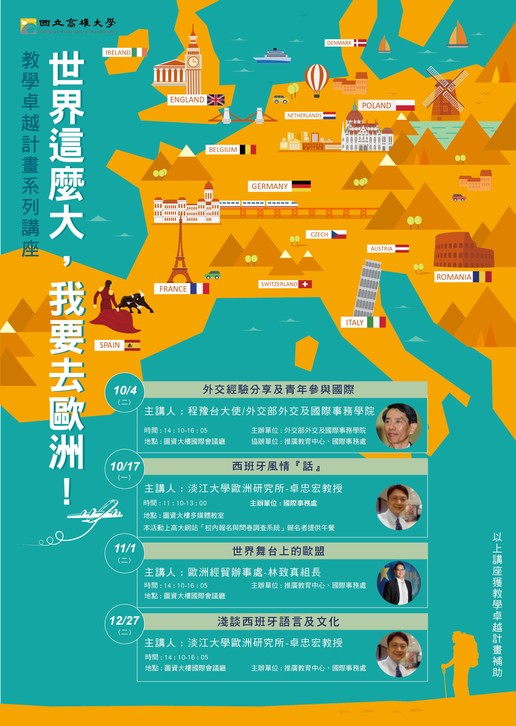 國立高雄大學
世界這麼大，我要去歐洲！
教學卓越計畫系列講座
IRELAND
DENMARK
ENGLAND
NETHERLANDS
POLAND
BELGIUM
GERMANY
CZECH
AUSTRIA
FRANCE
SWITZERLAND
ROMANIA
ITALY
SPAIN
10/4
(二)
外交經驗分享及青年參與國際
主講人：程豫台大使/外交部外交及國際事務學院
時間：14：10-16：05 主辦單位：外交部外交及國際事務學院
地點：圖資大樓國際會議廳 協辦單位：推廣教育中心、國際事務處
10/17
(一)
西班牙風情『話』
主講人：淡江大學歐洲研究所-卓忠宏教授
時間：11：10-13：00 主辦單位：國際事務處
地點：圖資大樓多媒體教室
本活動上高大網站「校內報名與問卷調查系統」報名者提供午餐
11/1
(二)
世界舞台上的歐盟
主講人：歐洲經貿辦事處-林致真組長
時間：14：10-16：05 主辦單位：推廣教育中心、國際事務處
地點：圖資大樓國際會議廳
12/27
(二)
淺談西班牙語言及文化
主講人：淡江大學歐洲研究所-卓忠宏教授
時間：14：10-16：05
地點：圖資大樓國際會議廳 主辦單位：推廣教育中心、國際事務處
以上講座獲教學卓越計畫補助